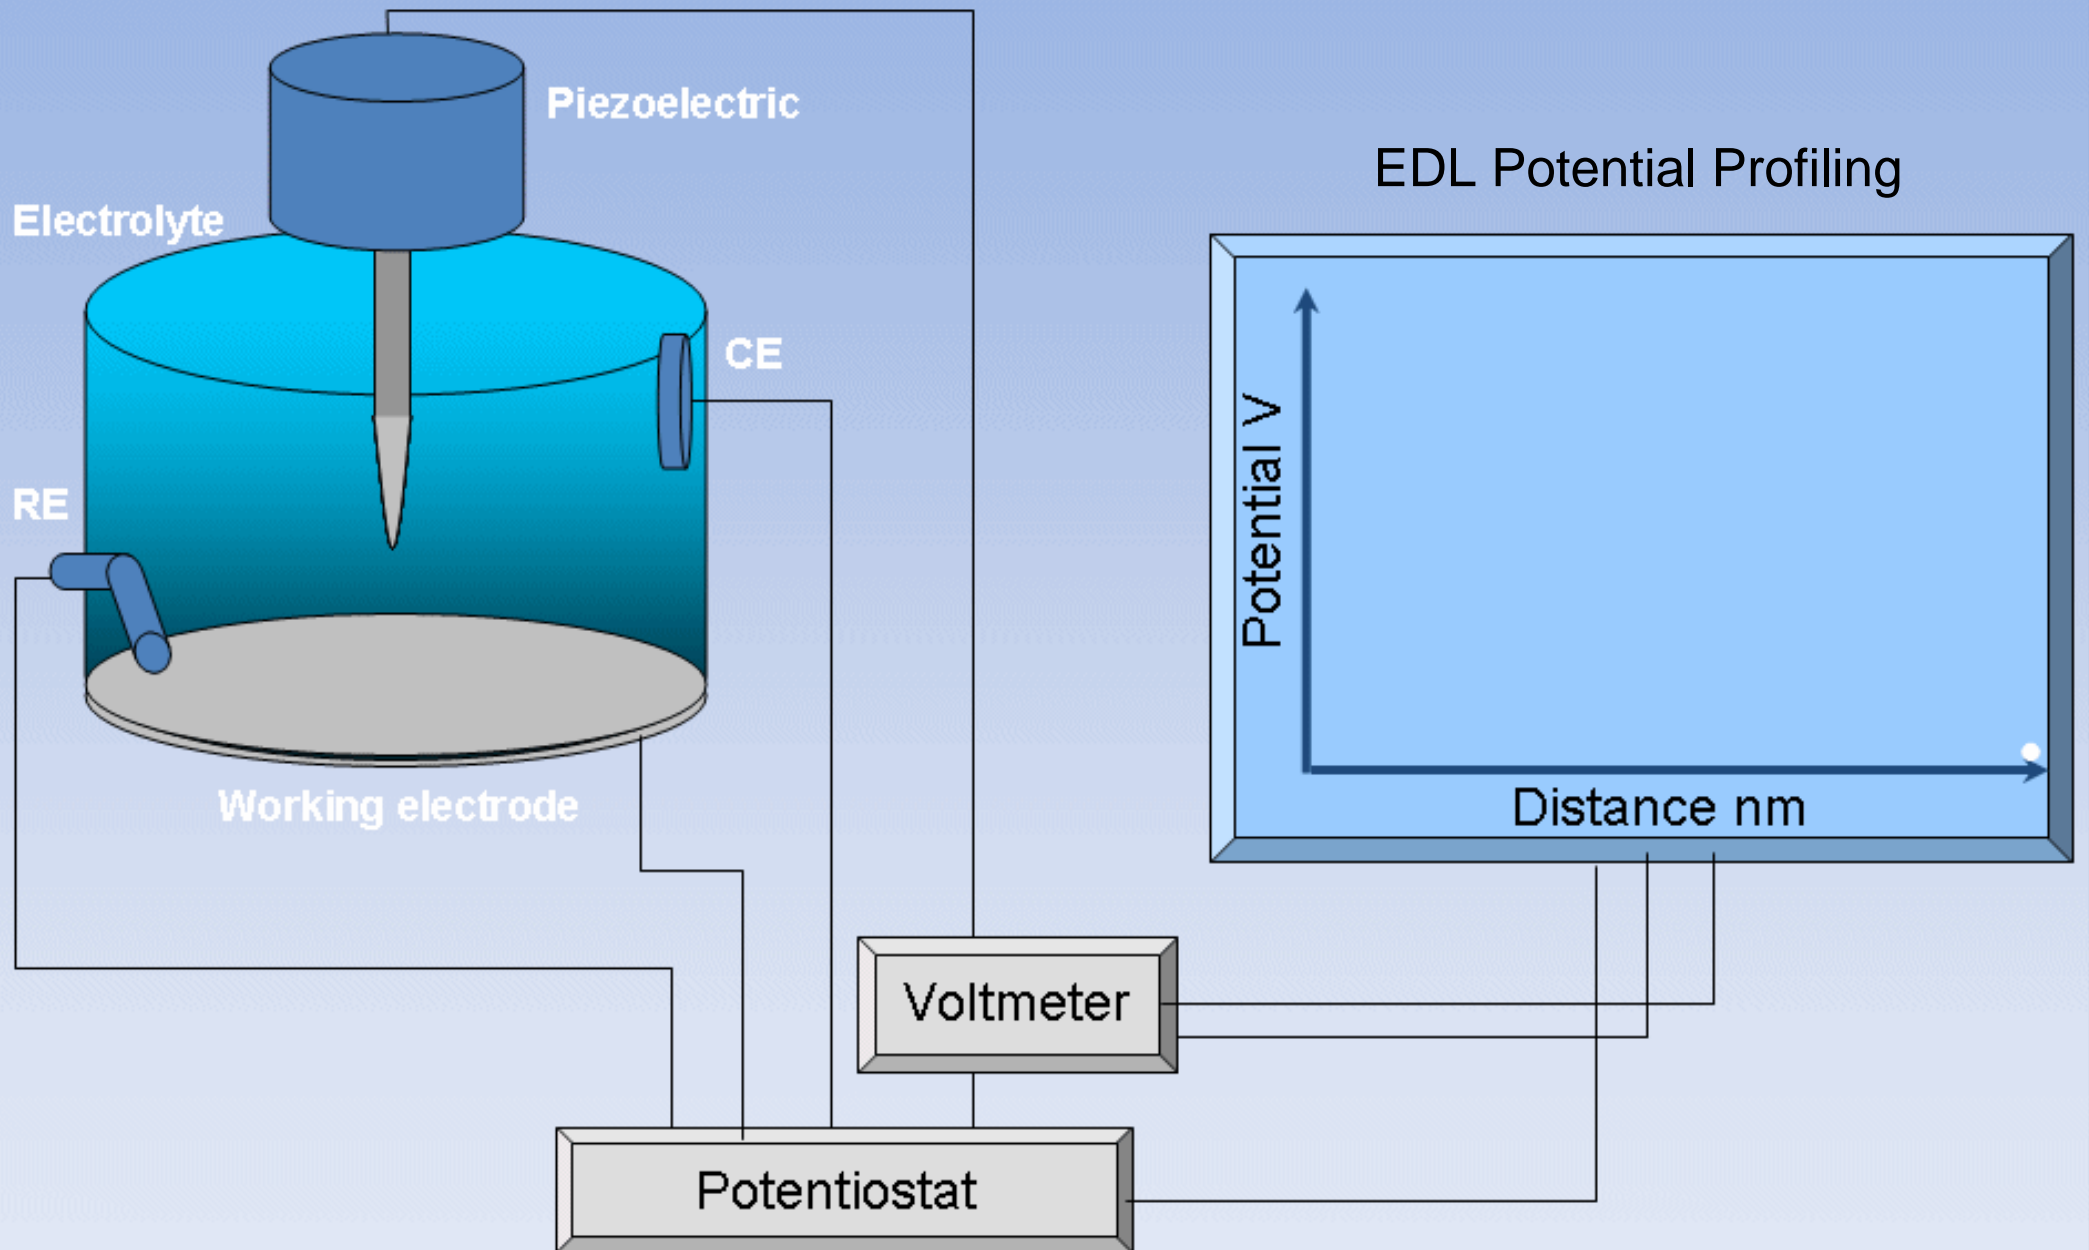 Piezoelectric
EDL Potential Profiling
Electrolyte
CE
RE
Potential V
Distance nm
Working electrode
Voltmeter
Potentiostat